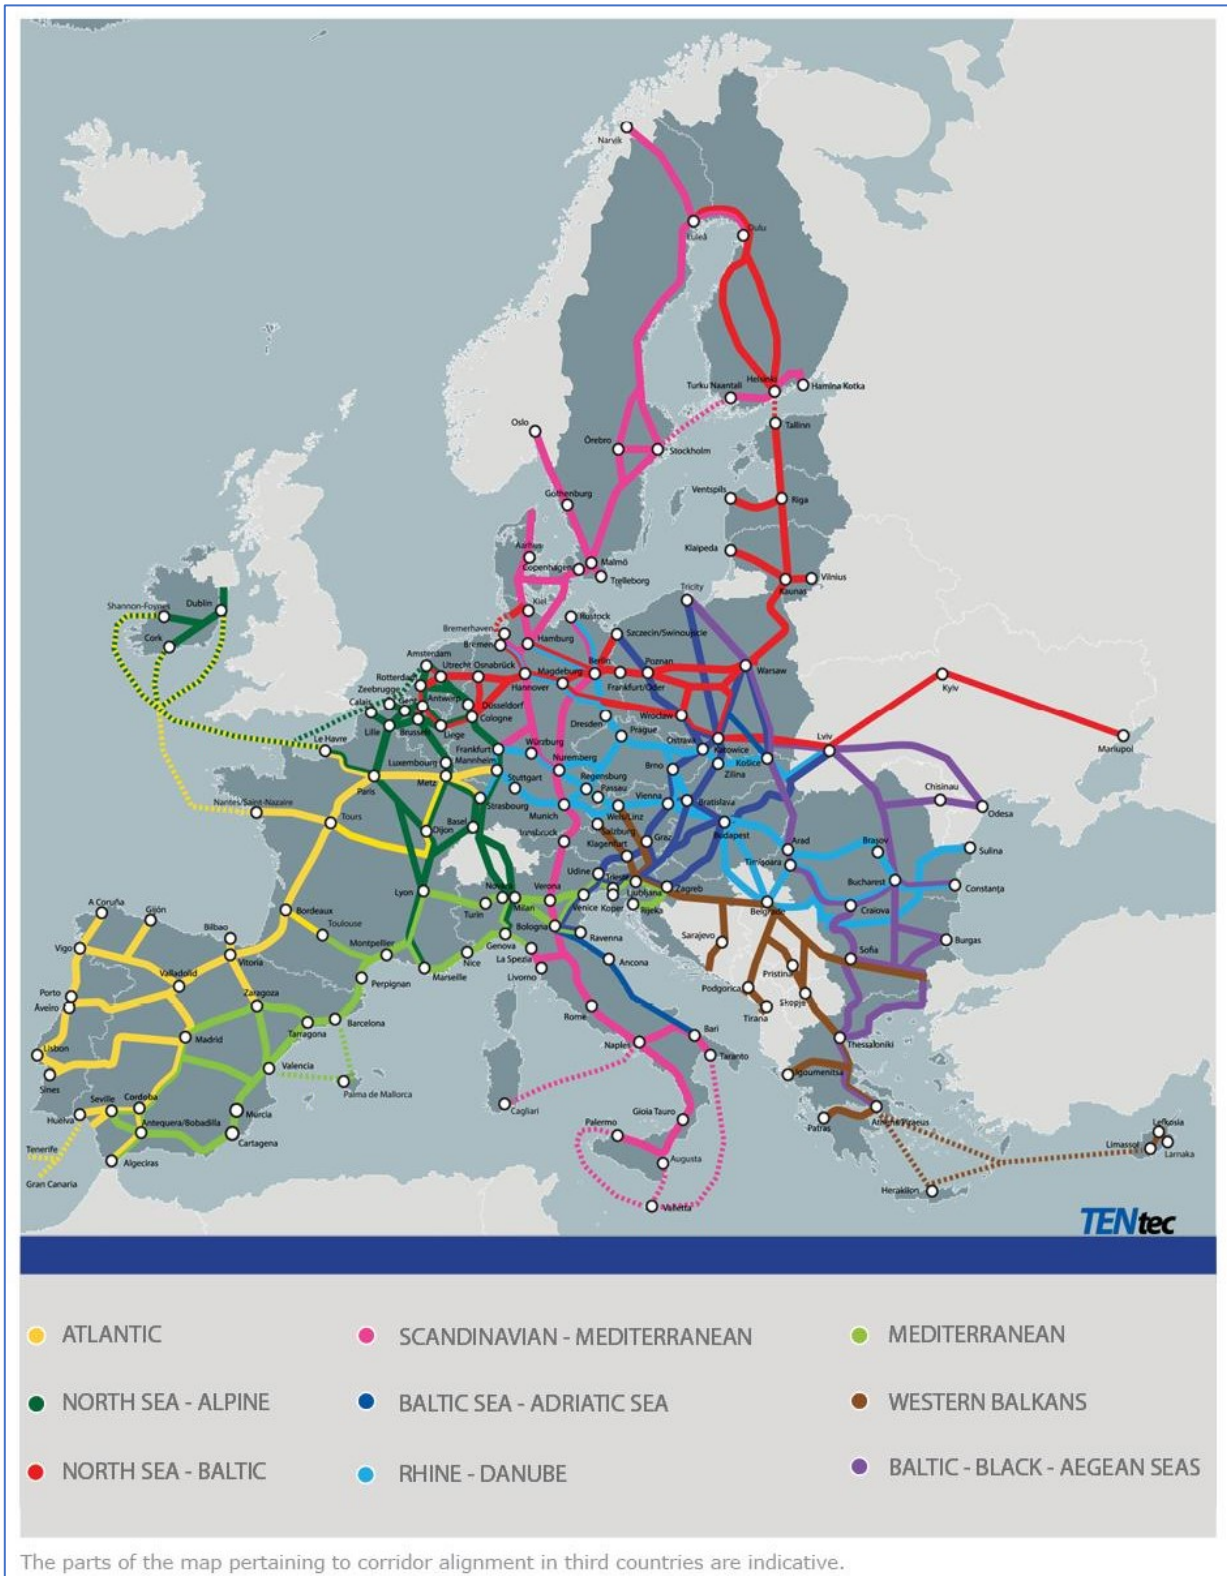 Narvik
Luleå
Oulu
Turku Naantali
Helsinki
Hamina Kotka
Oslo
Örebro
Stockholm
Tallinn
Gothenburg
Ventspils
Riga
Aarhus
Copenhagen
Malmö
Trelleborg
Klaipeda
Kaunas
Vilnius
Shannon-Foynes
Dublin
Cork
Kiel
Rostock
Tricity
Bremerhaven
Bremen
Hamburg
Szczecin/Swinoujscie
Amsterdam
Utrecht
Osnabrück
Magdeburg
Berlin
Poznan
Warsaw
Rotterdam
Hannover
Frankfurt/Oder
Kyiv
Zeebrugge
Gent
Antwerp
Düsseldorf
Calais
Cologne
Wroclaw
Lille
Brussels
Liege
Dresden
Prague
Lviv
Mariupol
Le Havre
Frankfurt
Würzburg
Ostrava
Katowice
Košice
Luxembourg
Mannheim
Nuremberg
Brno
Zilina
Paris
Metz
Stuttgart
Regensburg
Passau
Chisinau
Nantes/Saint-Nazaire
Strasbourg
Munich
Vienna
Bratislava
Odesa
Tours
Dijon
Basel
Wels/Linz
Salzburg
Innsbruck
Graz
Budapest
Klagenfurt
Arad
Timișoara
Brașov
Sulina
Lyon
Novara
Verona
Udine
Trieste
Ljubljana
Zagreb
Bucharest
Constanța
A Coruña
Gijón
Bordeaux
Turin
Milan
Venice
Koper
Rijeka
Belgrade
Craiova
Bilbao
Toulouse
Bologna
Vigo
Vitoria
Montpellier
Genova
Ravenna
Sarajevo
Sofia
Burgas
Valladolid
Marseille
Nice
La Spezia
Livorno
Ancona
Pristina
Porto
Aveiro
Zaragoza
Perpignan
Podgorica
Skopje
Tirana
Barcelona
Tarragona
Rome
Madrid
Naples
Bari
Taranto
Thessaloniki
Lisbon
Sines
Valencia
Palma de Mallorca
Igoumenitsa
Seville
Cordoba
Cagliari
Gioia Tauro
Huelva
Murcia
Antequera/Bobadilla
Palermo
Patras
Athens/Piraeus
Lefkosia
Tenerife
Cartagena
Limassol
Larnaka
Algeciras
Augusta
Gran Canaria
Heraklion
Valletta
TENtec
ATLANTIC
SCANDINAVIAN - MEDITERRANEAN
MEDITERRANEAN
NORTH SEA - ALPINE
BALTIC SEA - ADRIATIC SEA
WESTERN BALKANS
NORTH SEA - BALTIC
RHINE - DANUBE
BALTIC - BLACK - AEGEAN SEAS
The parts of the map pertaining to corridor alignment in third countries are indicative.